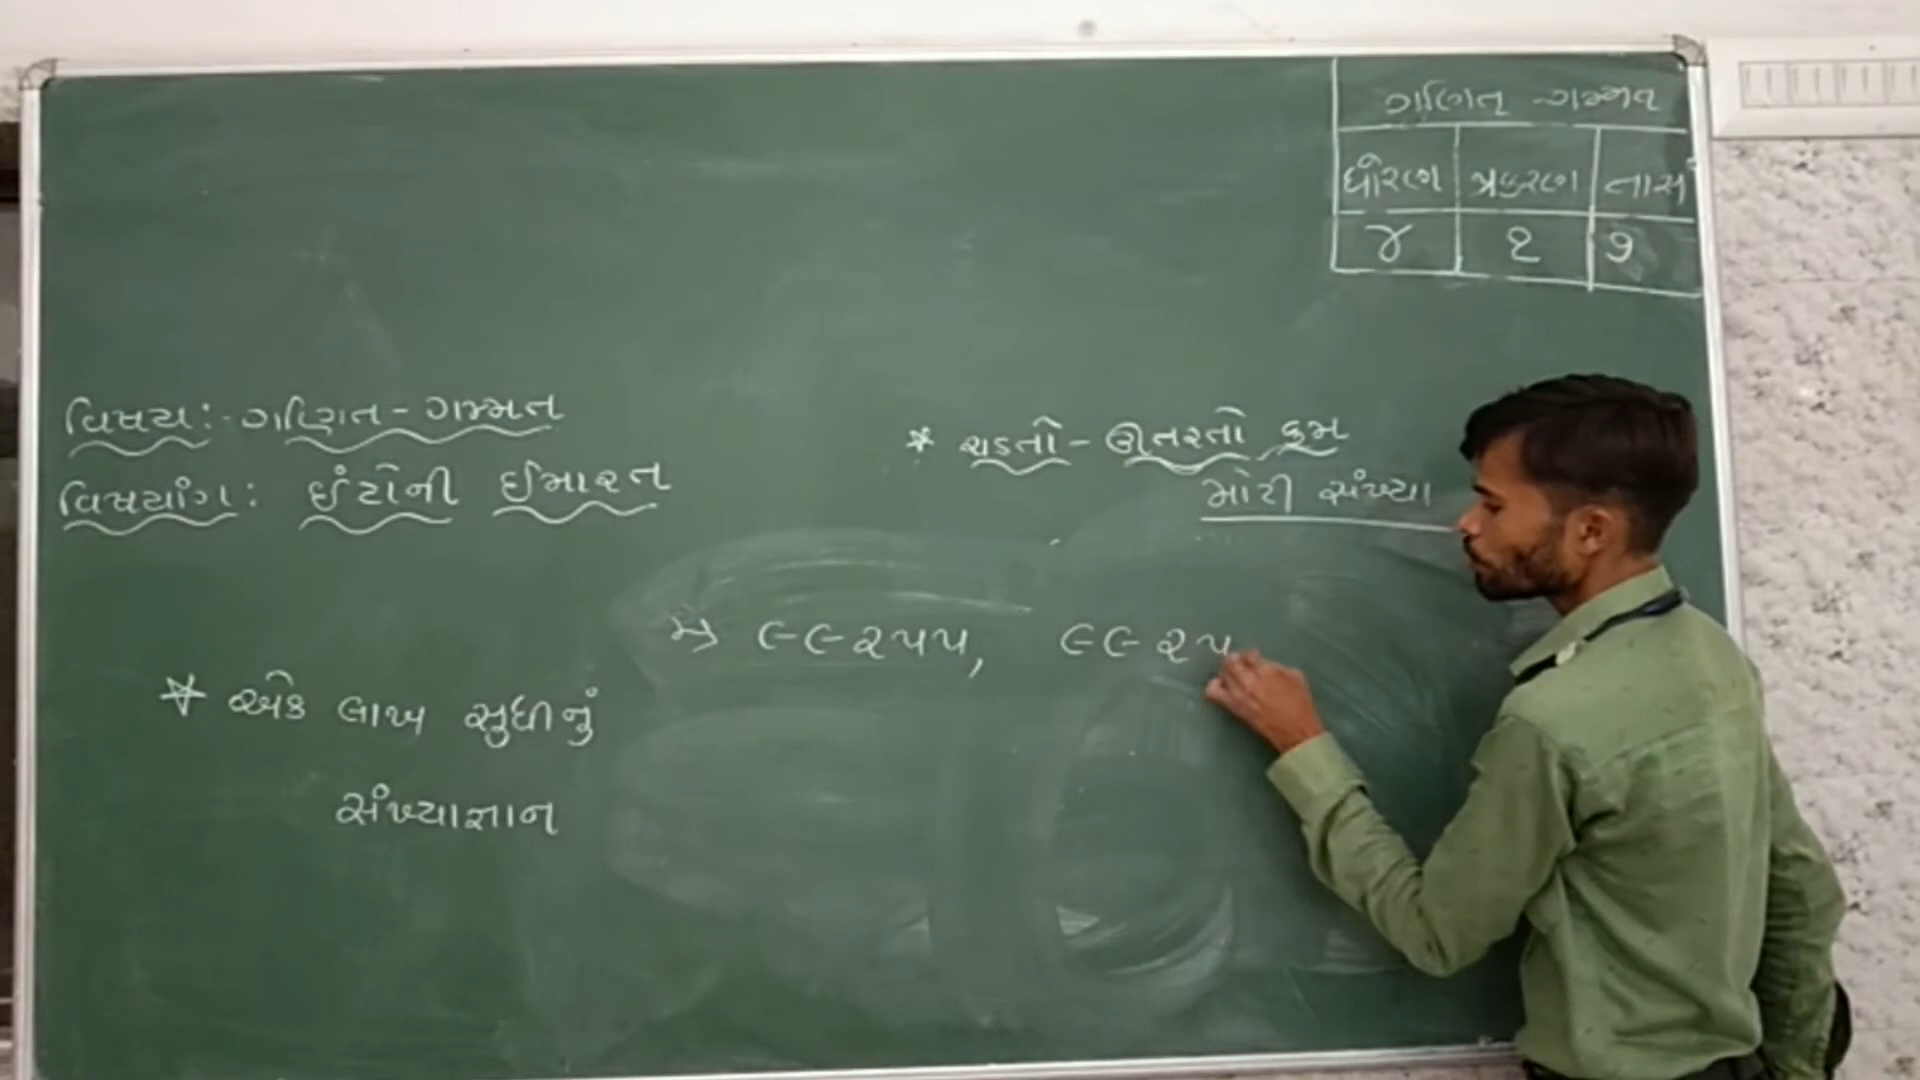 ગણિત - ગમ્મત
ધોરણ પ્રકરણ તાસ
૪ ૧ ૭
વિષય :- ગણિત - ગમ્મત
વિષયાંગ : ઈંટોની ઈમારત
* ચડતો - ઊતરતો ક્રમ
મોટી સંખ્યા
→ ૯૯૨૫૫, ૯૯૨૫
* એક લાખ સુધીનું
સંખ્યાજ્ઞાન